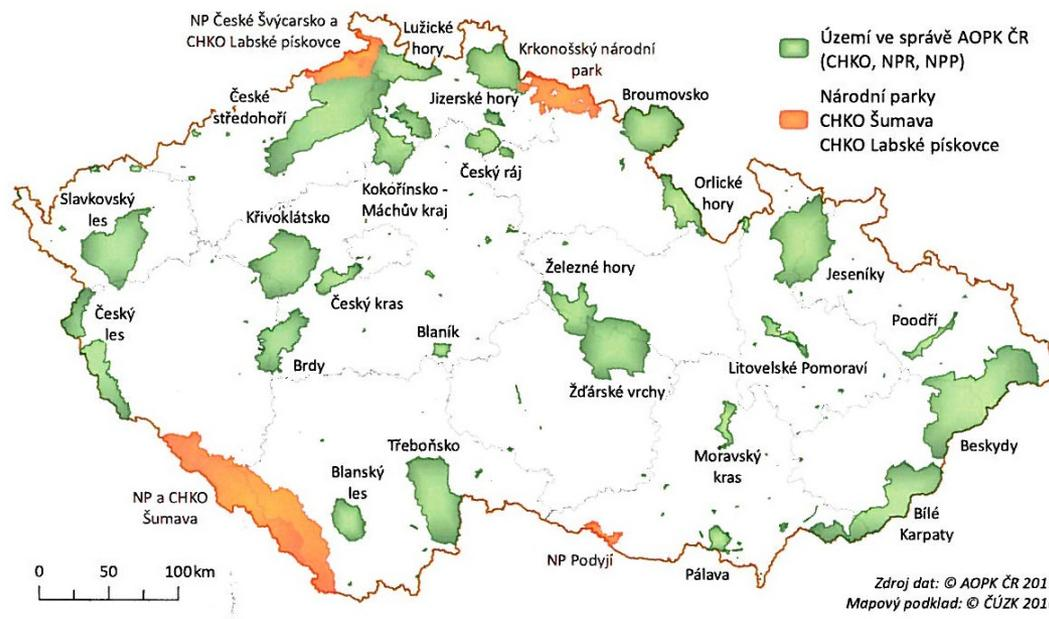 NP České Švýcarsko a
CHKO Labské pískovce
Lužické
hory
Krkonošský národní
park
Území ve správě AOPK ČR
(CHKO, NPR, NPP)
Národní parky
CHKO Šumava
CHKO Labské pískovce
České
středohoří
Jizerské hory
Broumovsko
Český ráj
Kokořínsko -
Máchův kraj
Orlické
hory
Slavkovský
les
Křivoklátsko
Železné hory
Jeseníky
Český kras
Český
les
Blaník
Poodří
Brdy
Litovelské Pomoraví
Žďárské vrchy
Třeboňsko
Moravský
kras
Beskydy
Blanský
les
NP a CHKO
Šumava
Bílé
Karpaty
NP Podyjí
Pálava
0 50 100km
Zdroj dat: © AOPK ČR 201
Mapový podklad: © ČÚZK 201